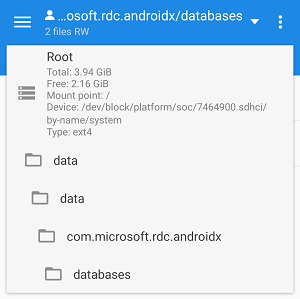 ...osoft.rdc.androidx/databases
2 files RW
Root
Total: 3.94 GiB
Free: 2.16 GiB
Mount point: /
Device: /dev/block/platform/soc/7464900.sdhci/
by-name/system
Type: ext4
data
data
com.microsoft.rdc.androidx
databases